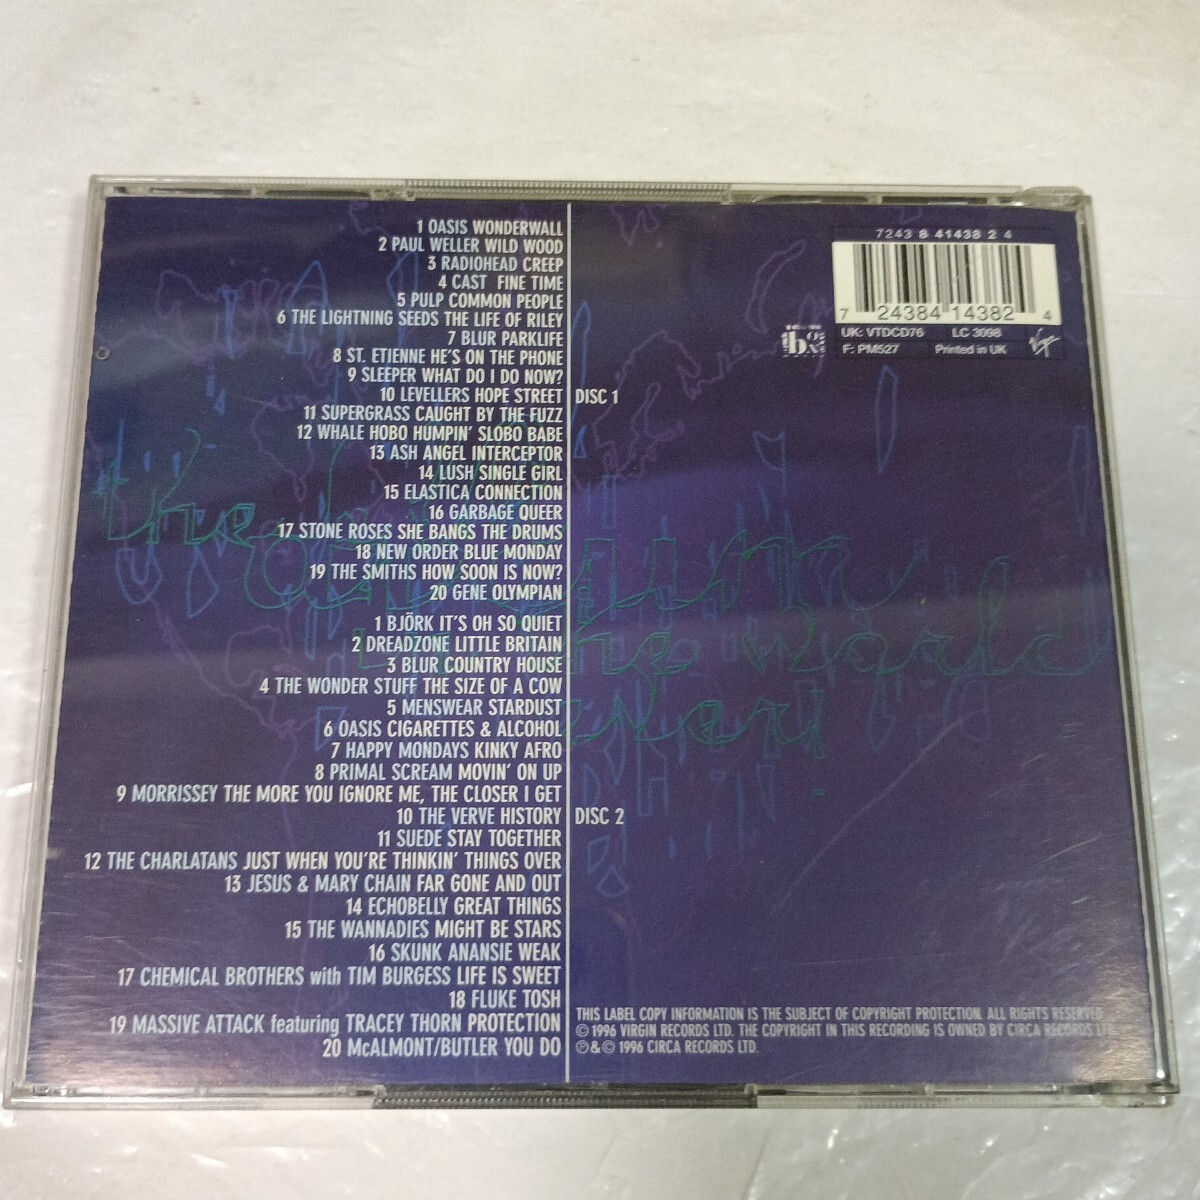 1 OASIS WONDERWALL
2 PAUL WELLER WILD WOOD
3 RADIOHEAD CREEP
4 CAST FINE TIME
5 PULP COMMON PEOPLE
6 THE LIGHTNING SEEDS THE LIFE OF RILEY
7 BLUR PARKLIFE
8 ST. ETIENNE HE'S ON THE PHONE
9 SLEEPER WHAT DO I DO NOW?
10 LEVELLERS HOPE STREET
DISC 1
11 SUPERGRASS CAUGHT BY THE FUZZ
12 WHALE HOBO HUMPIN' SLOBO BABE
13 ASH ANGEL INTERCEPTOR
14 LUSH SINGLE GIRL
15 ELASTICA CONNECTION
16 GARBAGE QUEER
17 STONE ROSES SHE BANGS THE DRUMS
18 NEW ORDER BLUE MONDAY
19 THE SMITHS HOW SOON IS NOW?
20 GENE OLYMPIAN
1 BJÖRK IT'S OH SO QUIET
2 DREADZONE LITTLE BRITAIN
3 BLUR COUNTRY HOUSE
4 THE WONDER STUFF THE SIZE OF A COW
5 MENSWEAR STARDUST
6 OASIS CIGARETTES & ALCOHOL
7 HAPPY MONDAYS KINKY AFRO
8 PRIMAL SCREAM MOVIN' ON UP
9 MORRISSEY THE MORE YOU IGNORE ME, THE CLOSER I GET
10 THE VERVE HISTORY
DISC 2
11 SUEDE STAY TOGETHER
12 THE CHARLATANS JUST WHEN YOU'RE THINKIN' THINGS OVER
13 JESUS & MARY CHAIN FAR GONE AND OUT
14 ECHOBELLY GREAT THINGS
15 THE WANNADIES MIGHT BE STARS
16 SKUNK ANANSIE WEAK
17 CHEMICAL BROTHERS with TIM BURGESS LIFE IS SWEET
18 FLUKE TOSH
19 MASSIVE ATTACK featuring TRACEY THORN PROTECTION
20 McALMONT/BUTLER YOU DO
7243 8 41438 2 4
7 24384 14382 4
UK: VTDCD76 LC 3098
F: PM527 Printed in UK
Virgin
the
album
in the world
ever!
THIS LABEL COPY INFORMATION IS THE SUBJECT OF COPYRIGHT PROTECTION. ALL RIGHTS RESERVED
© 1996 VIRGIN RECORDS LTD. THE COPYRIGHT IN THIS RECORDING IS OWNED BY CIRCA RECORDS LTD
℗ & © 1996 CIRCA RECORDS LTD.